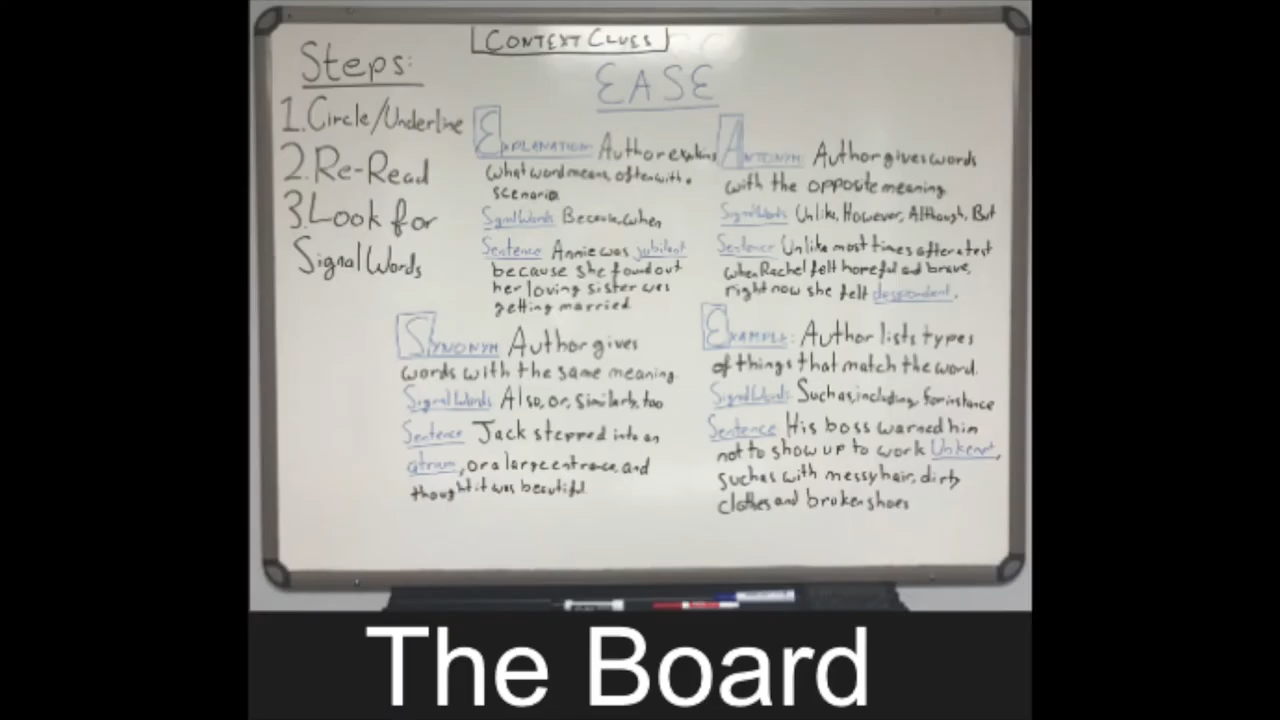 CONTEXT CLUES
EASE
Steps:
1. Circle/Underline
2. Re-Read
3. Look for
Signal Words
EXPLANATION: Author explains
what word means, often with a
scenario
Signal Words Because, when
Sentence Annie was jubilant
because she found out
her loving sister was
getting married.
ANTONYM: Author gives words
with the opposite meaning
Signal Words Unlike, However, Although, But
Sentence Unlike most times after a test
when Rachel felt hopeful and brave,
right now she felt despondent.
SYNONYM Author gives
words with the same meaning.
Signal Words Also, or, similarly, too
Sentence Jack stepped into an
atrium, or a large entrance, and
thought it was beautiful.
EXAMPLE: Author lists types
of things that match the word.
Signal Words Such as, including, for instance
Sentence His boss warned him
not to show up to work Unkempt,
such as with messy hair, dirty
clothes and broken shoes
The Board